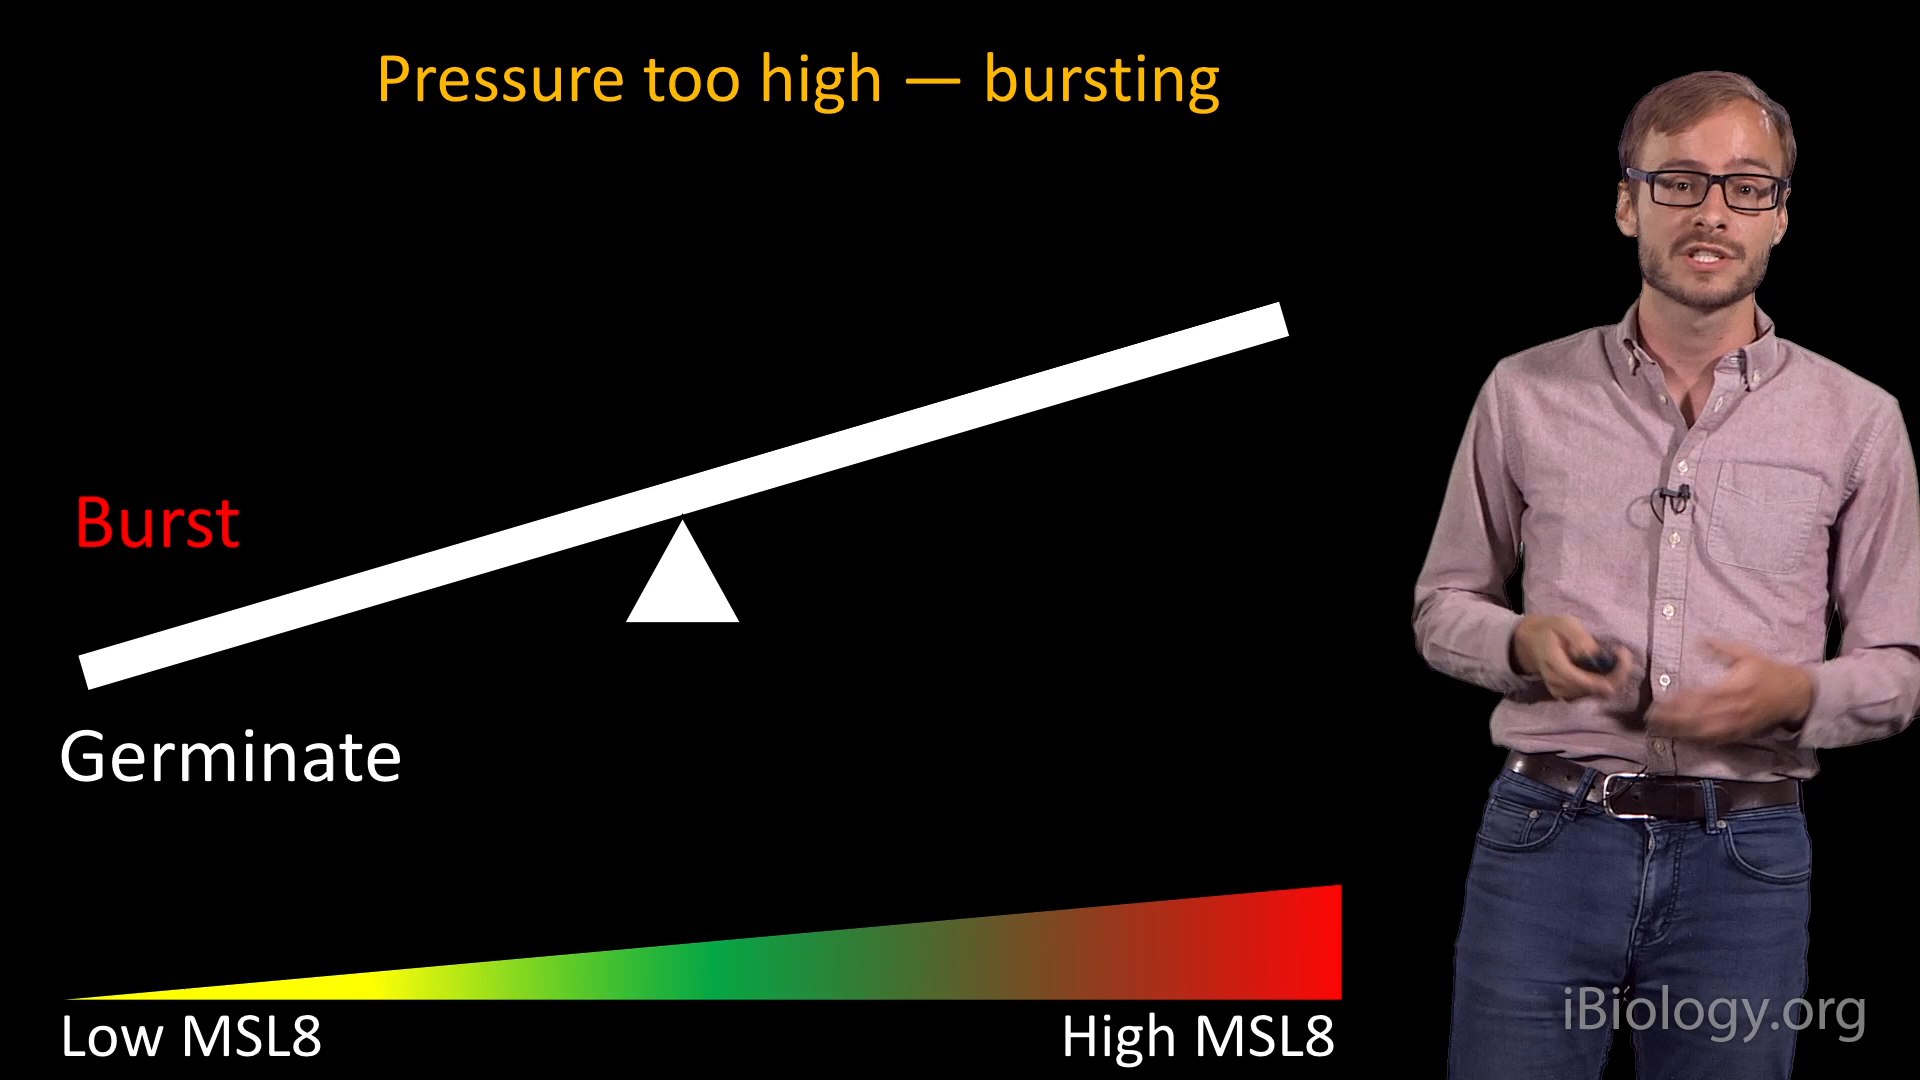 Pressure too high — bursting
Burst
Germinate
Low MSL8
High MSL8
iBiology.org